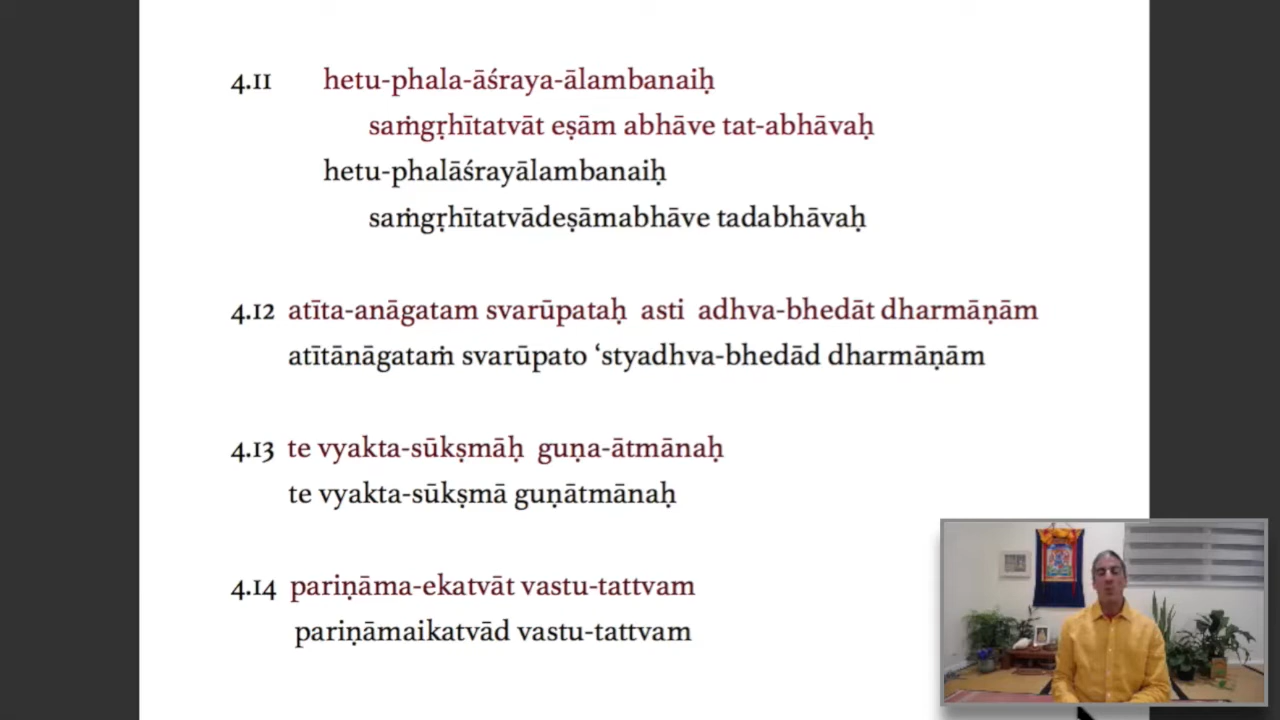 4.11 hetu-phala-āśraya-ālambanaiḥ
saṁgṛhītatvāt eṣām abhāve tat-abhāvaḥ
hetu-phalāśrayālambanaiḥ
saṁgṛhītatvādeṣāmabhāve tadabhāvaḥ
4.12 atīta-anāgatam svarūpataḥ asti adhva-bhedāt dharmāṇām
atītānāgataṁ svarūpato ‘styadhva-bhedād dharmāṇām
4.13 te vyakta-sūkṣmāḥ guṇa-ātmānaḥ
te vyakta-sūkṣmā guṇātmānaḥ
4.14 pariṇāma-ekatvāt vastu-tattvam
pariṇāmaikatvād vastu-tattvam